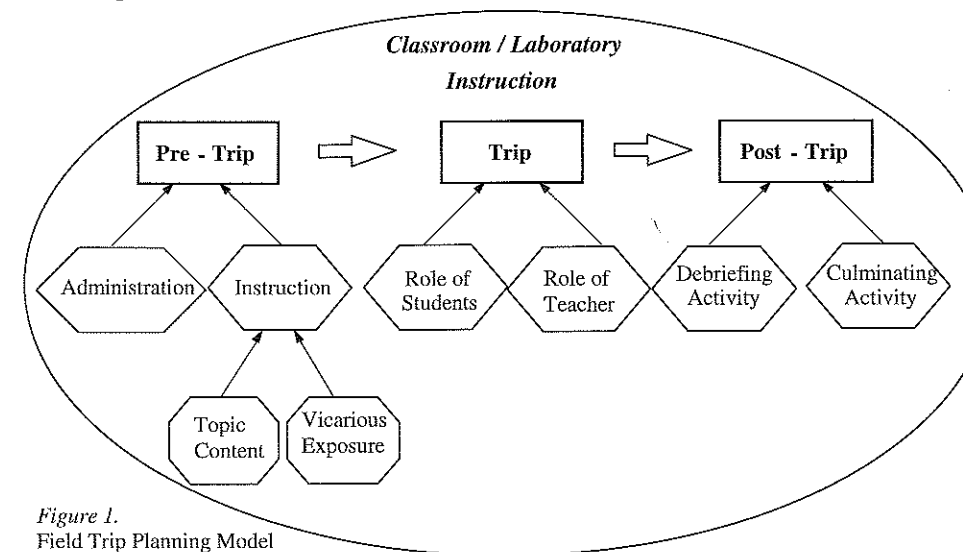 Classroom / Laboratory
Instruction
Pre - Trip
Trip
Post - Trip
Administration
Instruction
Role of
Students
Role of
Teacher
Debriefing
Activity
Culminating
Activity
Topic
Content
Vicarious
Exposure
Figure 1.
Field Trip Planning Model